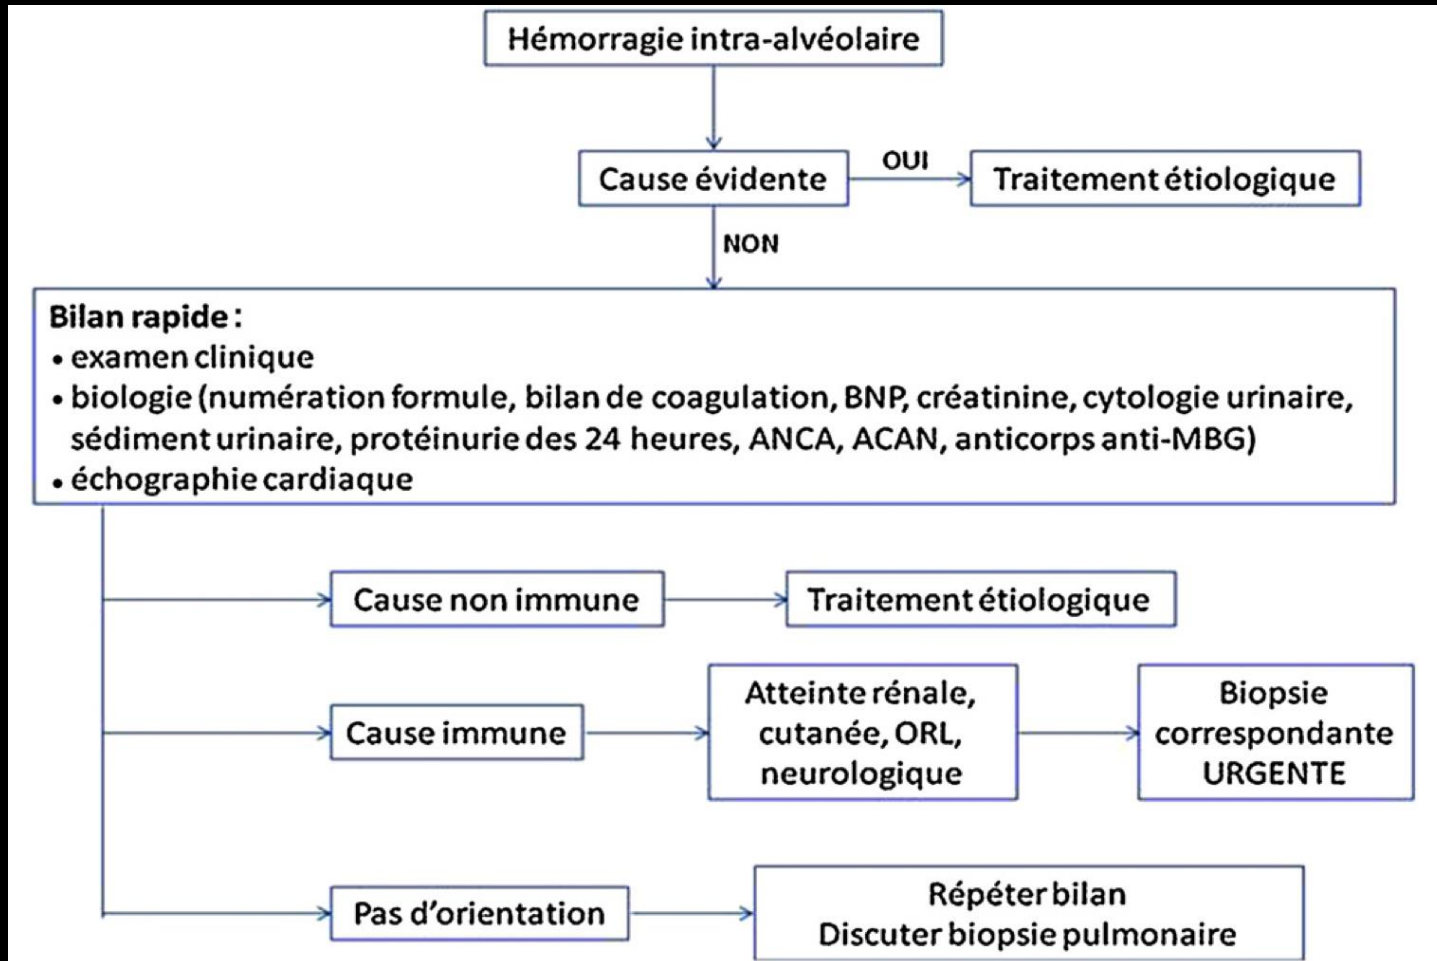 Hémorragie intra-alvéolaire
Cause évidente
OUI
Traitement étiologique
NON
Bilan rapide :
• examen clinique
• biologie (numération formule, bilan de coagulation, BNP, créatinine, cytologie urinaire,
sédiment urinaire, protéinurie des 24 heures, ANCA, ACAN, anticorps anti-MBG)
• échographie cardiaque
Cause non immune
Traitement étiologique
Cause immune
Atteinte rénale,
cutanée, ORL,
neurologique
Biopsie
correspondante
URGENTE
Pas d'orientation
Répéter bilan
Discuter biopsie pulmonaire